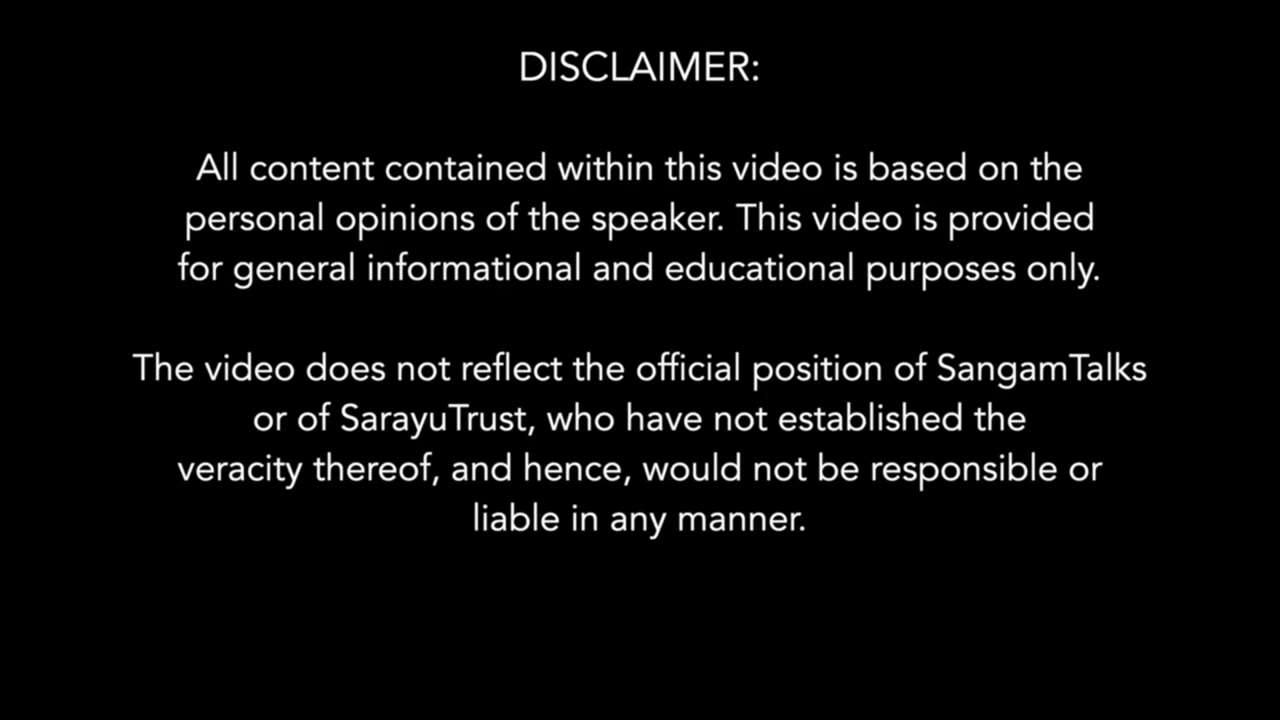 DISCLAIMER:
All content contained within this video is based on the
personal opinions of the speaker. This video is provided
for general informational and educational purposes only.
The video does not reflect the official position of SangamTalks
or of SarayuTrust, who have not established the
veracity thereof, and hence, would not be responsible or
liable in any manner.